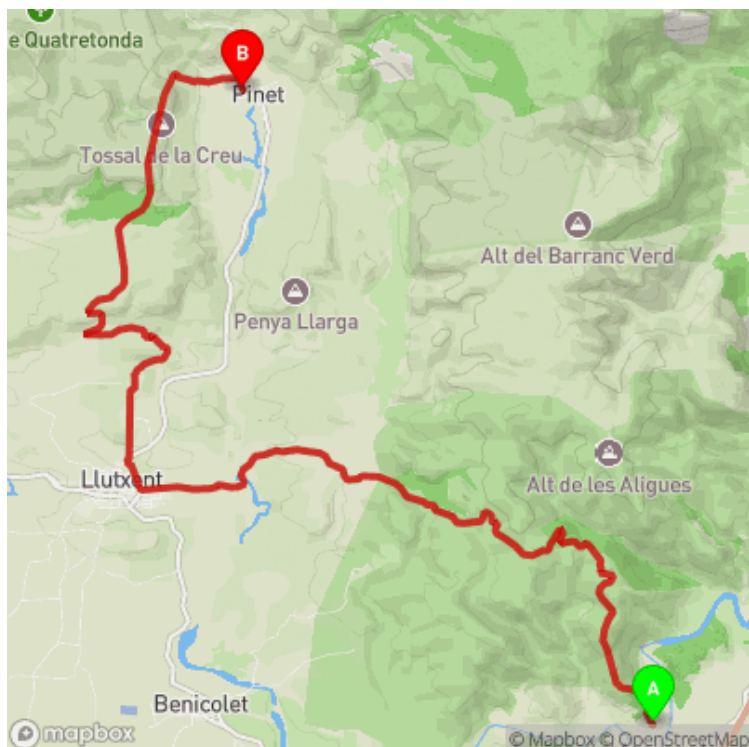 e Quatretonda
B
Pinet
Tossal de la Creu
Alt del Barranc Verd
Penya Llarga
Llutxent
Alt de les Aligues
A
Benicolet
mapbox
© Mapbox © OpenStreetMap